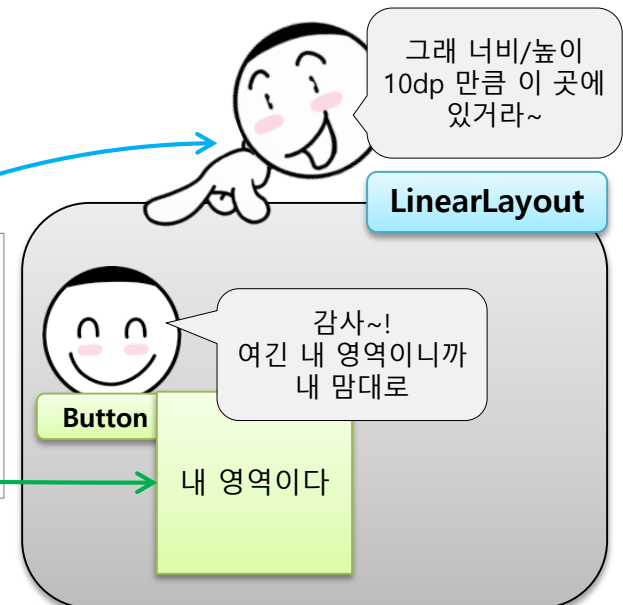 그래 너비/높이
10dp 만큼 이 곳에
있거라~
LinearLayout
감사~!
여긴 내 영역이니까
내 맘대로
Button
내 영역이다